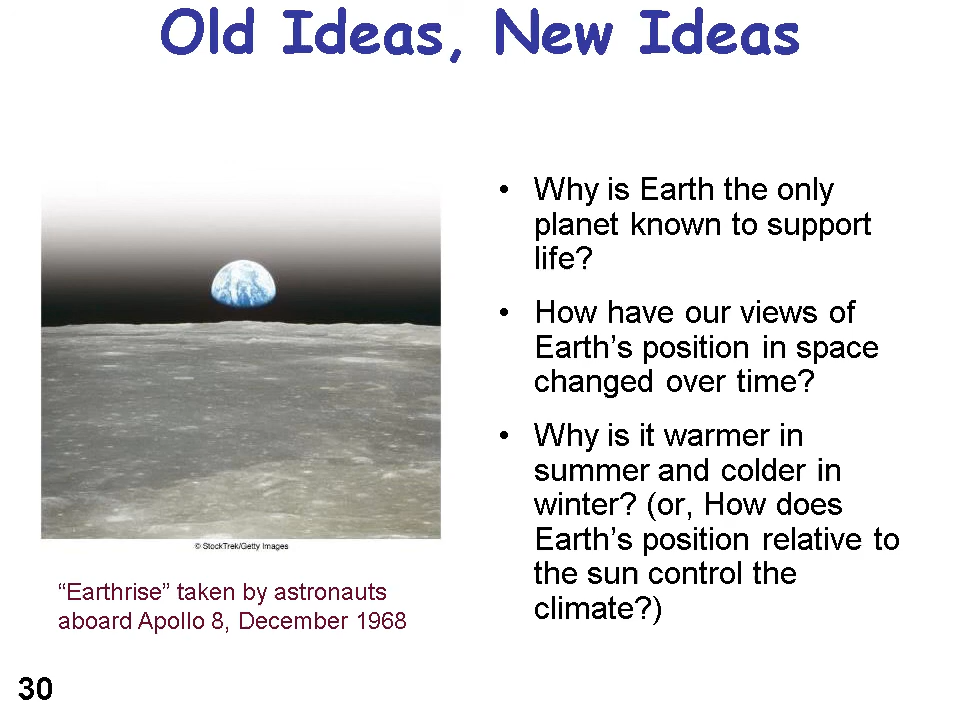 Old Ideas, New Ideas
• Why is Earth the only
planet known to support
life?
• How have our views of
Earth’s position in space
changed over time?
• Why is it warmer in
summer and colder in
winter? (or, How does
Earth’s position relative to
the sun control the
climate?)
© StockTrek/Getty Images
“Earthrise” taken by astronauts
aboard Apollo 8, December 1968
30